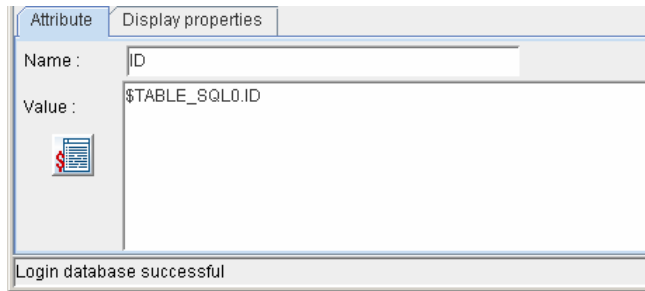 Attribute Display properties
Name : ID
Value : $TABLE_SQL0.ID
$
Login database successful